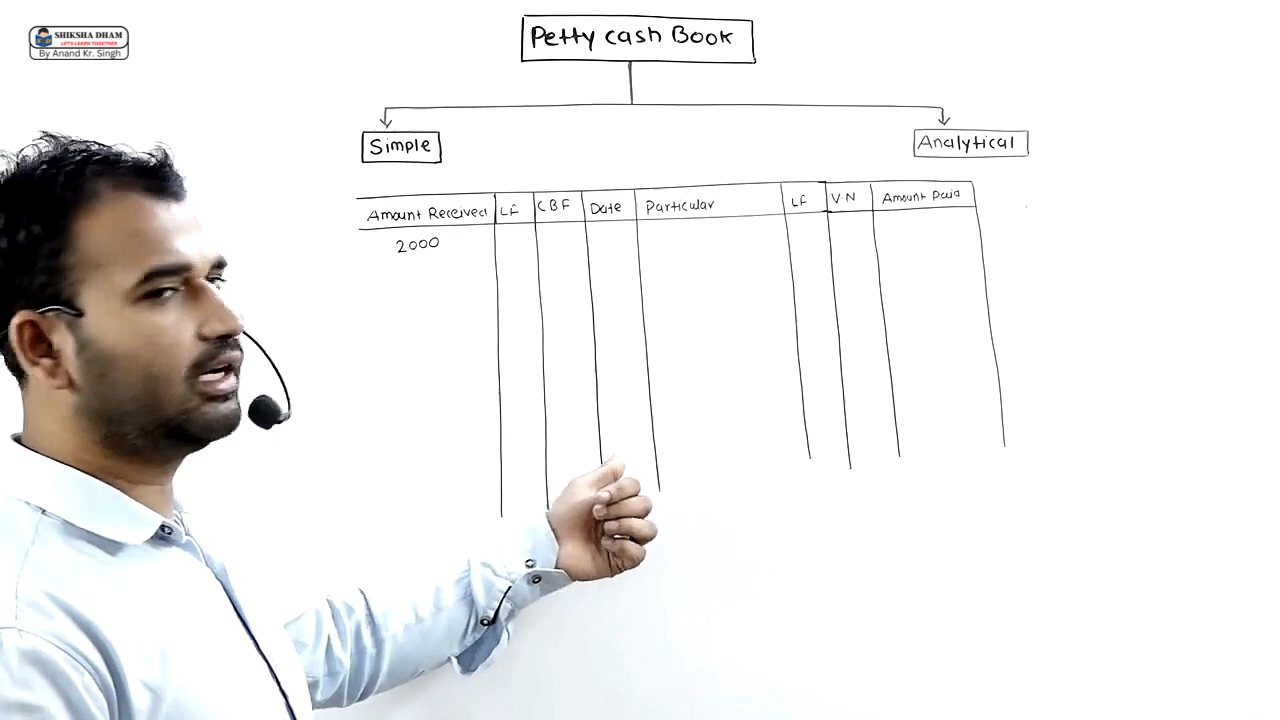 SHIKSHA DHAM
LET'S LEARN TOGETHER
By Anand Kr. Singh
Petty cash Book
Simple
Analytical
Amount Received LF CBF Date Particular LF V.N Amount Paid
2000